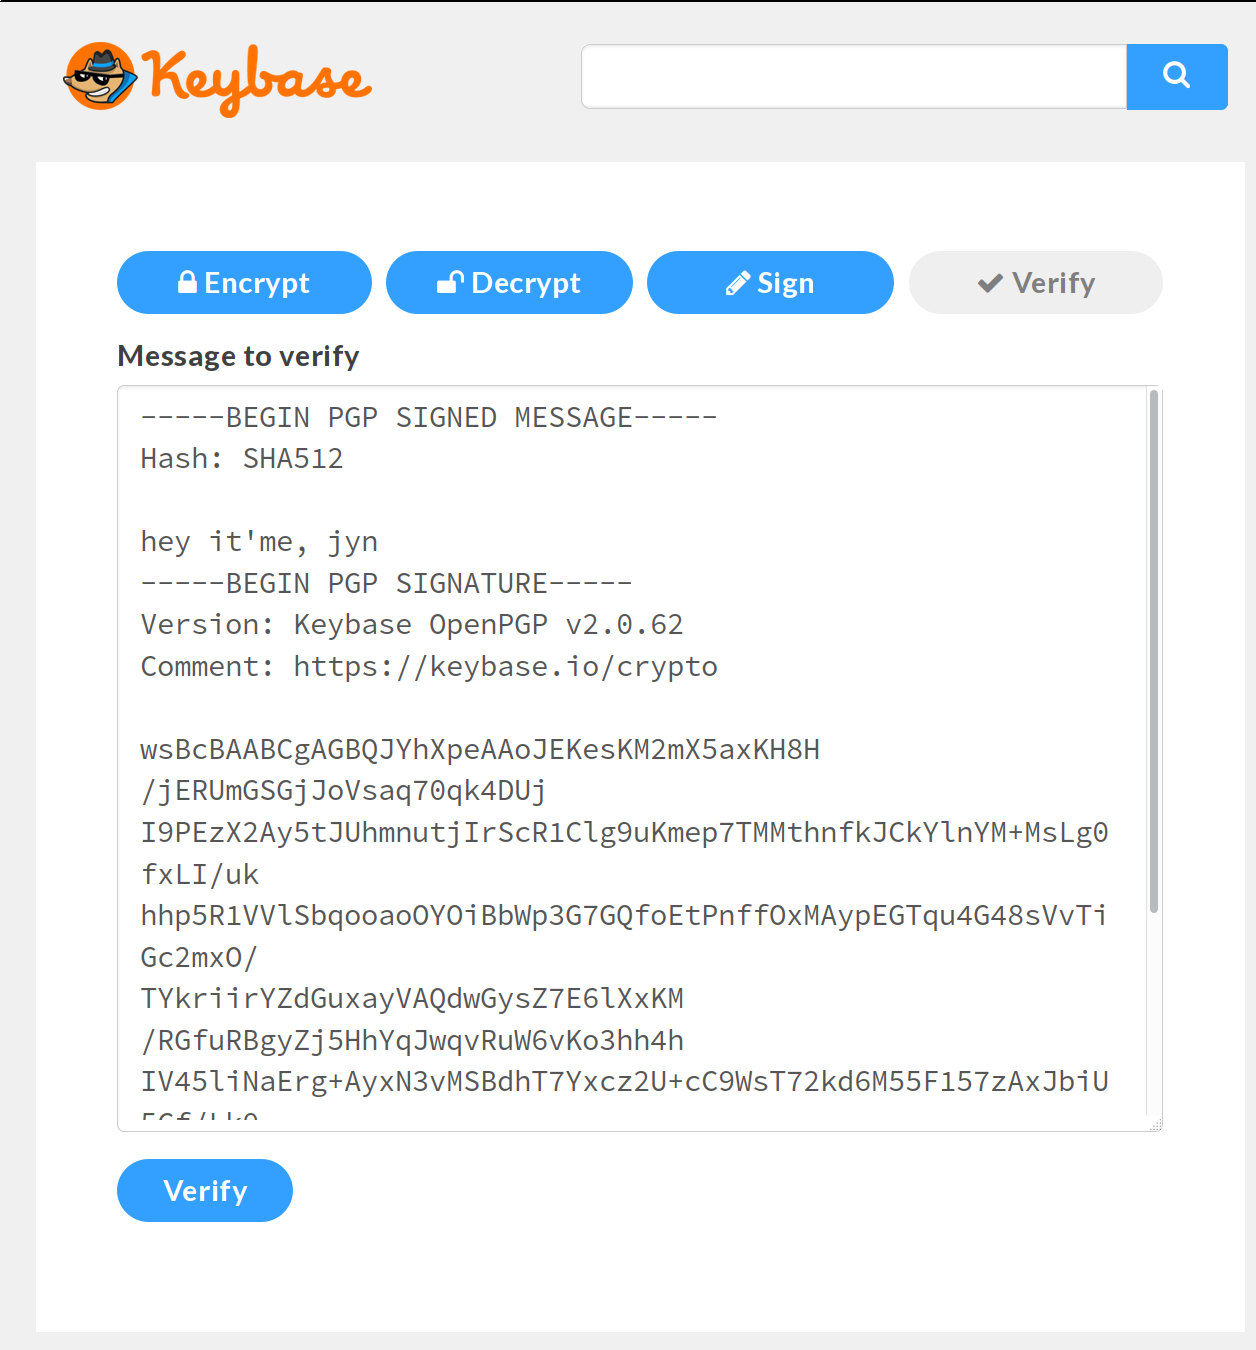 Keybase
Encrypt
Decrypt
Sign
Verify
Message to verify
-----BEGIN PGP SIGNED MESSAGE-----
Hash: SHA512
hey it'me, jyn
-----BEGIN PGP SIGNATURE-----
Version: Keybase OpenPGP v2.0.62
Comment: https://keybase.io/crypto
wsBcBAABCgAGBQJYhXpeAAoJEKesKM2mX5axKH8H
/jERUmGSGjJoVsaq70qk4DUj
I9PEzX2Ay5tJUhmnutjIrScR1Clg9uKmep7TMMthnfkJCkYlnYM+MsLg0
fxLI/uk
hhp5R1VVlSbqooaoOYOiBbWp3G7GQfoEtPnffOxMAypEGTqu4G48sVvTi
Gc2mxO/
TYkriirYZdGuxayVAQdwGysZ7E6lXxKM
/RGfuRBgyZj5HhYqJwqvRuW6vKo3hh4h
IV45liNaErg+AyxN3vMSBdhT7Yxcz2U+cC9WsT72kd6M55F157zAxJbiU
Verify